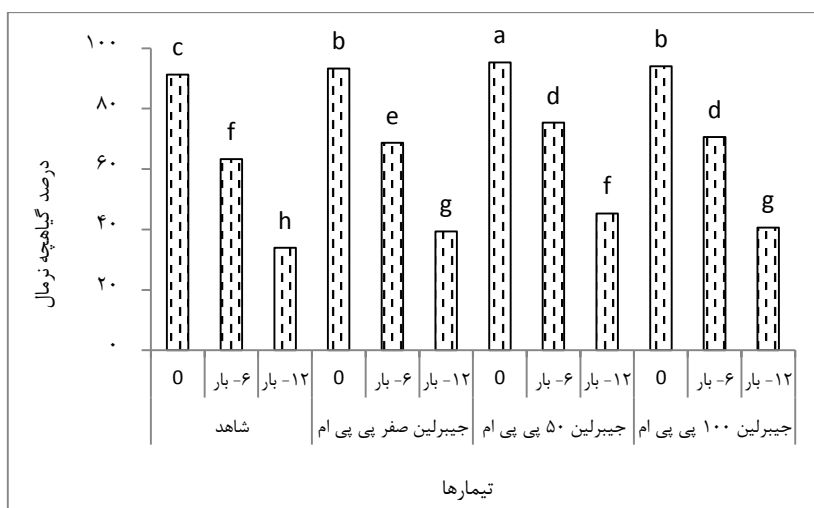 درصد گیاهچه نرمال
۱۰۰
۸۰
۶۰
۴۰
۲۰
۰
c f h b e g a d f b d g
0 ۶- بار ۱۲- بار 0 ۶- بار ۱۲- بار 0 ۶- بار ۱۲- بار 0 ۶- بار ۱۲- بار
شاهد جیبرلین صفر پی پی ام جیبرلین ۵۰ پی پی ام جیبرلین ۱۰۰ پی پی ام
تیمارها